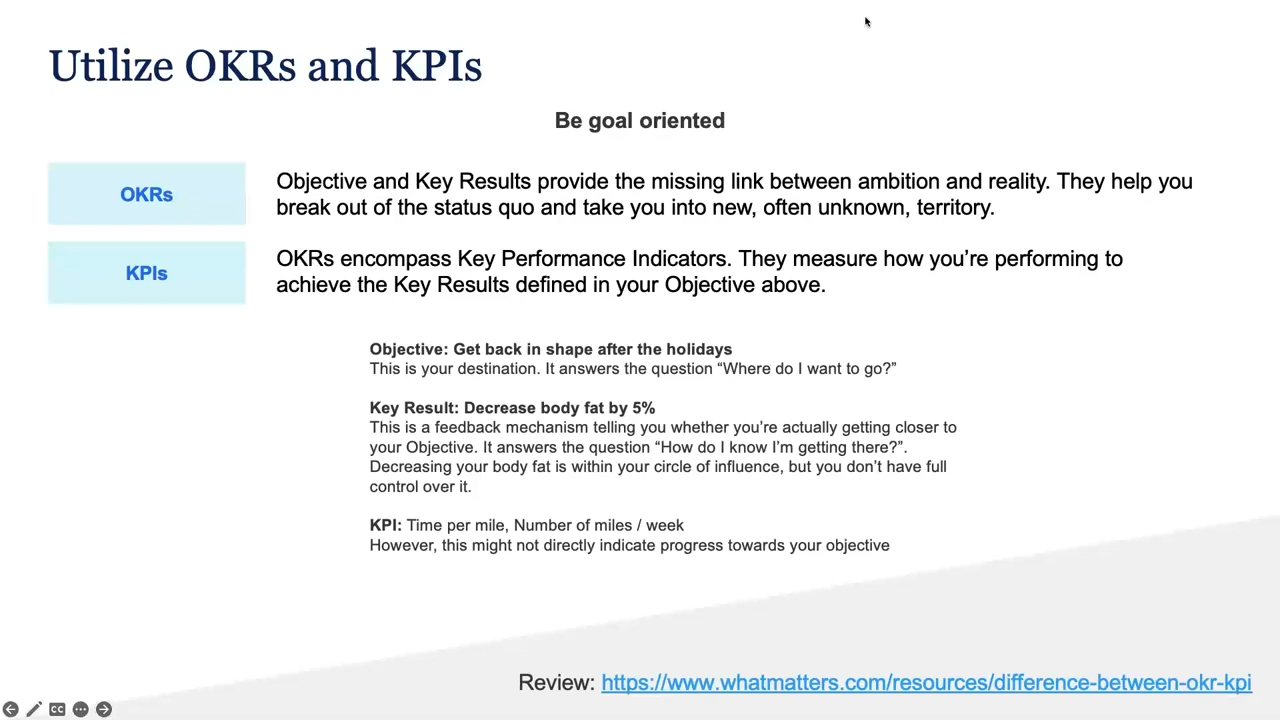 Utilize OKRs and KPIs
Be goal oriented
OKRs
Objective and Key Results provide the missing link between ambition and reality. They help you
break out of the status quo and take you into new, often unknown, territory.
KPIs
OKRs encompass Key Performance Indicators. They measure how you’re performing to
achieve the Key Results defined in your Objective above.
Objective: Get back in shape after the holidays
This is your destination. It answers the question “Where do I want to go?”
Key Result: Decrease body fat by 5%
This is a feedback mechanism telling you whether you’re actually getting closer to
your Objective. It answers the question “How do I know I’m getting there?”.
Decreasing your body fat is within your circle of influence, but you don’t have full
control over it.
KPI: Time per mile, Number of miles / week
However, this might not directly indicate progress towards your objective
Review: https://www.whatmatters.com/resources/difference-between-okr-kpi
CC